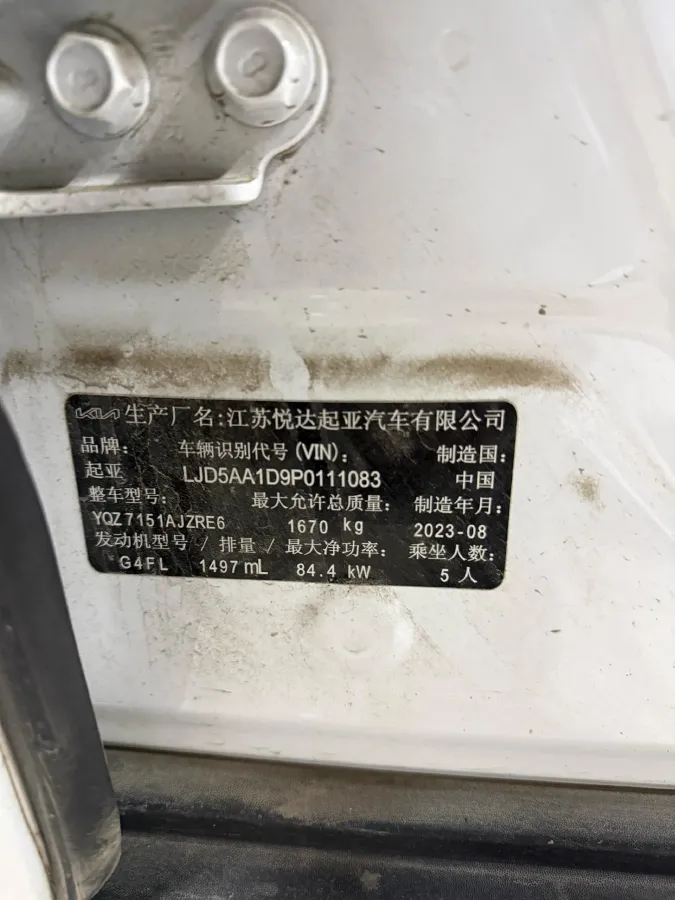 KIA 生产厂名:江苏悦达起亚汽车有限公司
品牌: 车辆识别代号(VIN): 制造国:
起亚 LJD5AA1D9P0111083 中国
整车型号: 最大允许总质量: 制造年月:
YQZ7151AJZRE6 1670 kg 2023-08
发动机型号 / 排量 / 最大净功率: 乘坐人数:
G4FL 1497mL 84.4 kW 5人